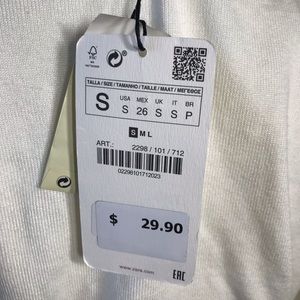 FSC
TALLA / SIZE / TAMANHO / TAILLE / MAAT / ΜΕΓΕΘΟΣ
S
USA MEX UK IT BR
S 26 S S P
S M L
ART.: 2298 / 101 / 712
02298101712023
$ 29.90
www.zara.com
EAC